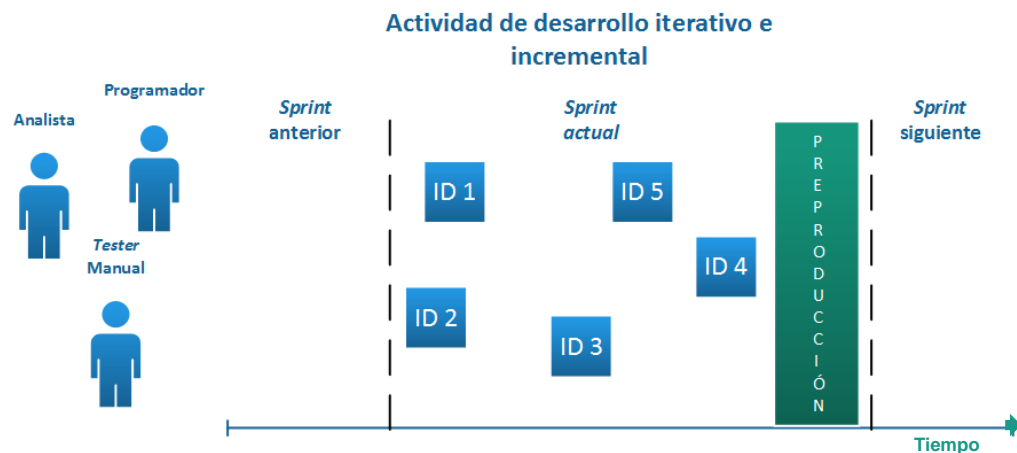 Actividad de desarrollo iterativo e
incremental
Programador
Analista
Tester
Manual
Sprint
anterior
Sprint
actual
Sprint
siguiente
ID 1
ID 5
ID 4
ID 2
ID 3
PREPRODUCCIÓN
Tiempo